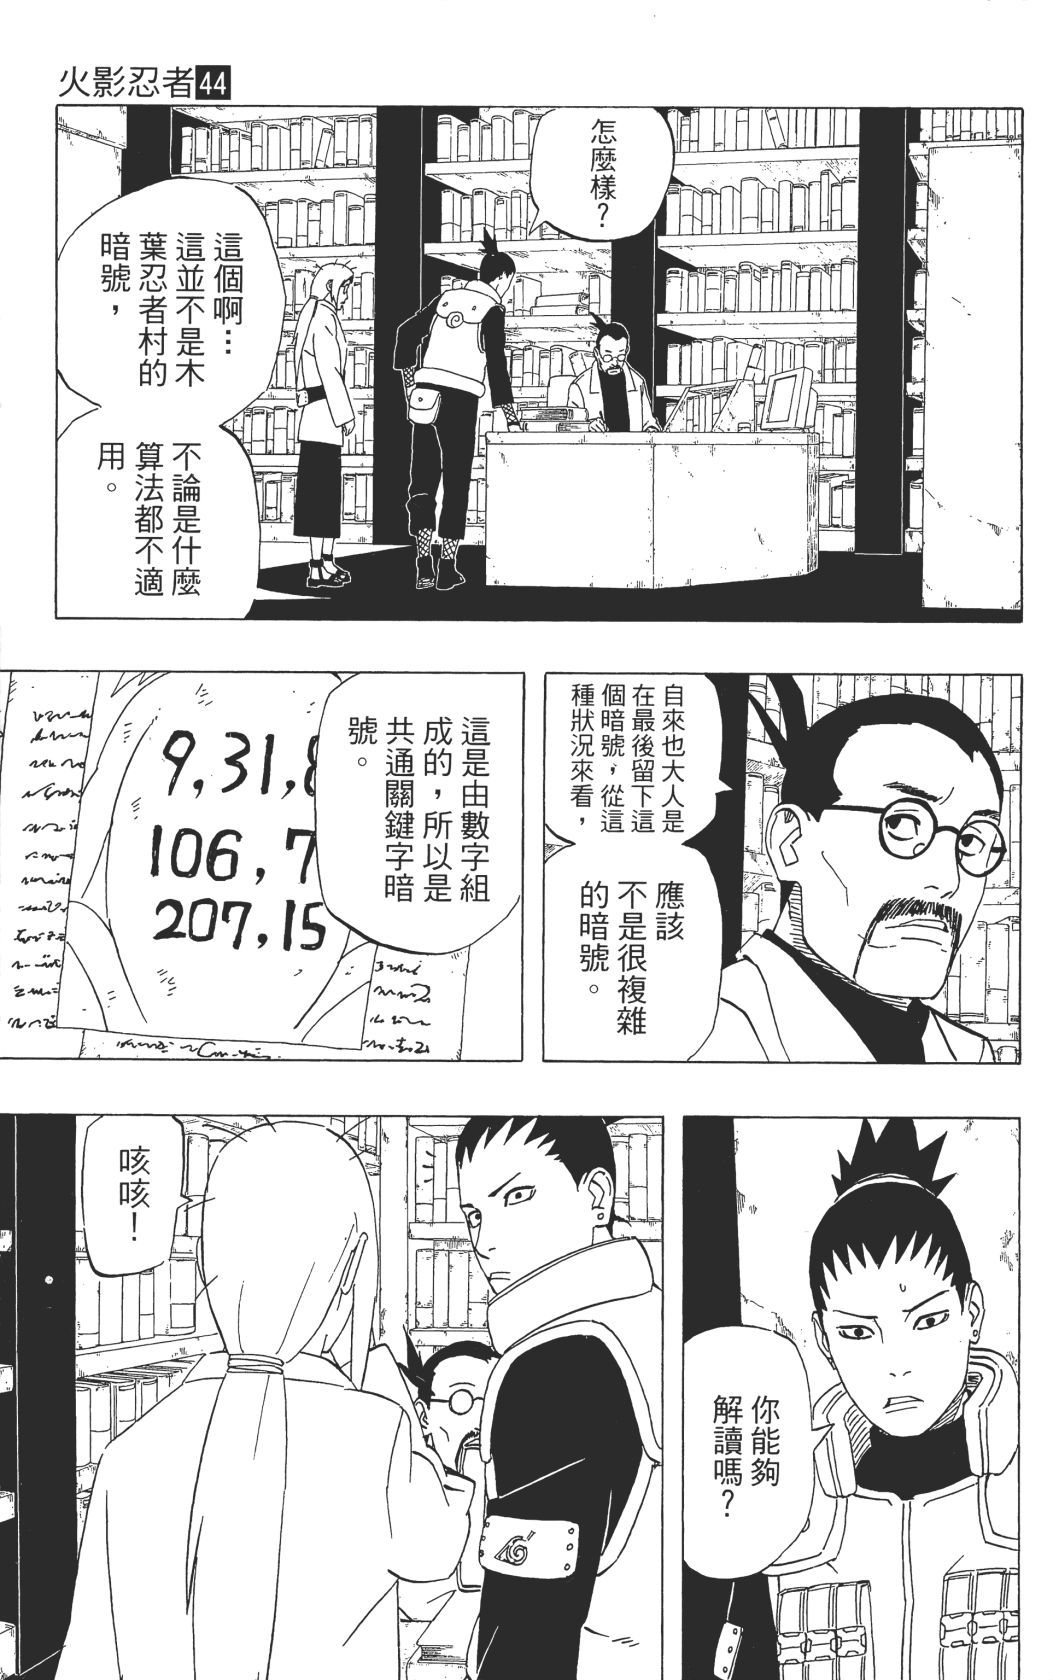 火影忍者44
怎麼樣？
這個啊…
這並不是木
葉忍者村的
暗號，
不論是什麼
算法都不適
用。
自來也大人是
在最後留下這
個暗號，從這
種狀況來看，
應該
不是很複雜
的暗號。
這是由數字組
成的，所以是
共通關鍵字暗
號。
9,31,8
106,7
207,15
你能夠
解讀嗎？
咳咳！